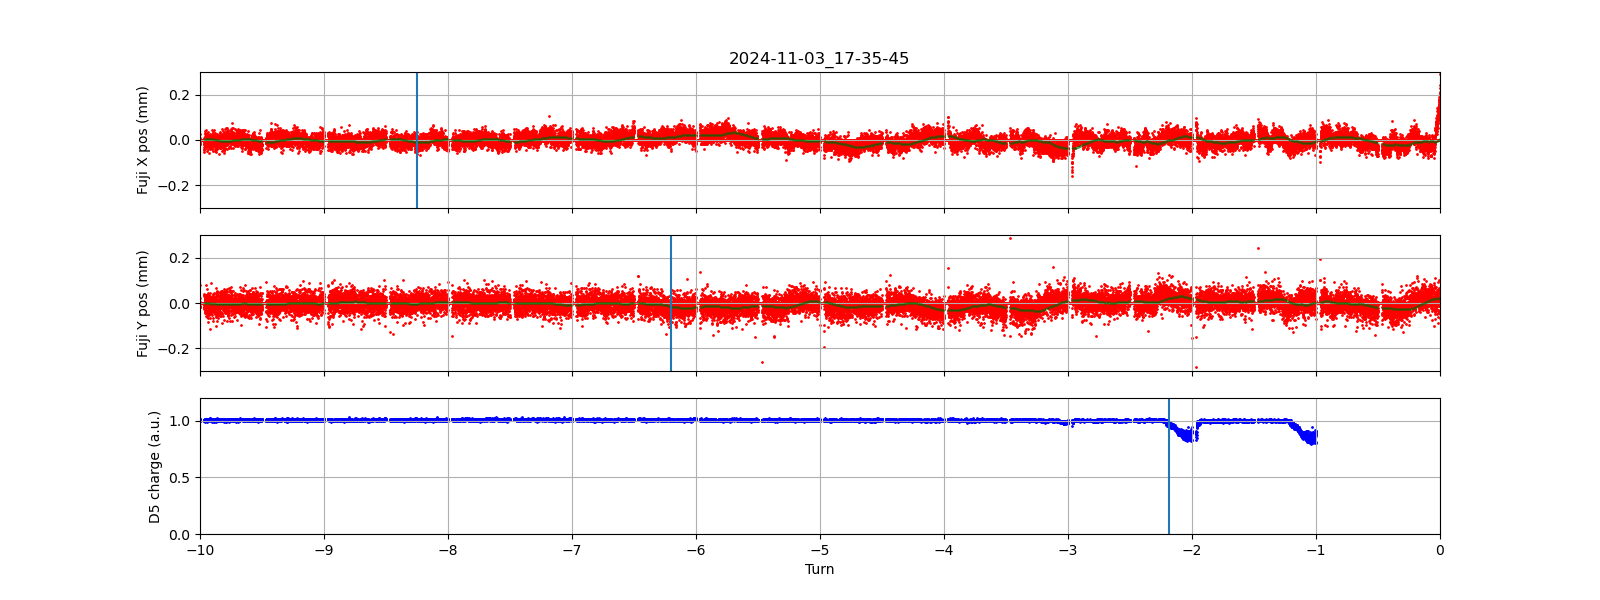 2024-11-03_17-35-45
Fuji X pos (mm)
0.2
0.0
−0.2
Fuji Y pos (mm)
0.2
0.0
−0.2
D5 charge (a.u.)
1.0
0.5
0.0
−10 −9 −8 −7 −6 −5 −4 −3 −2 −1 0
Turn